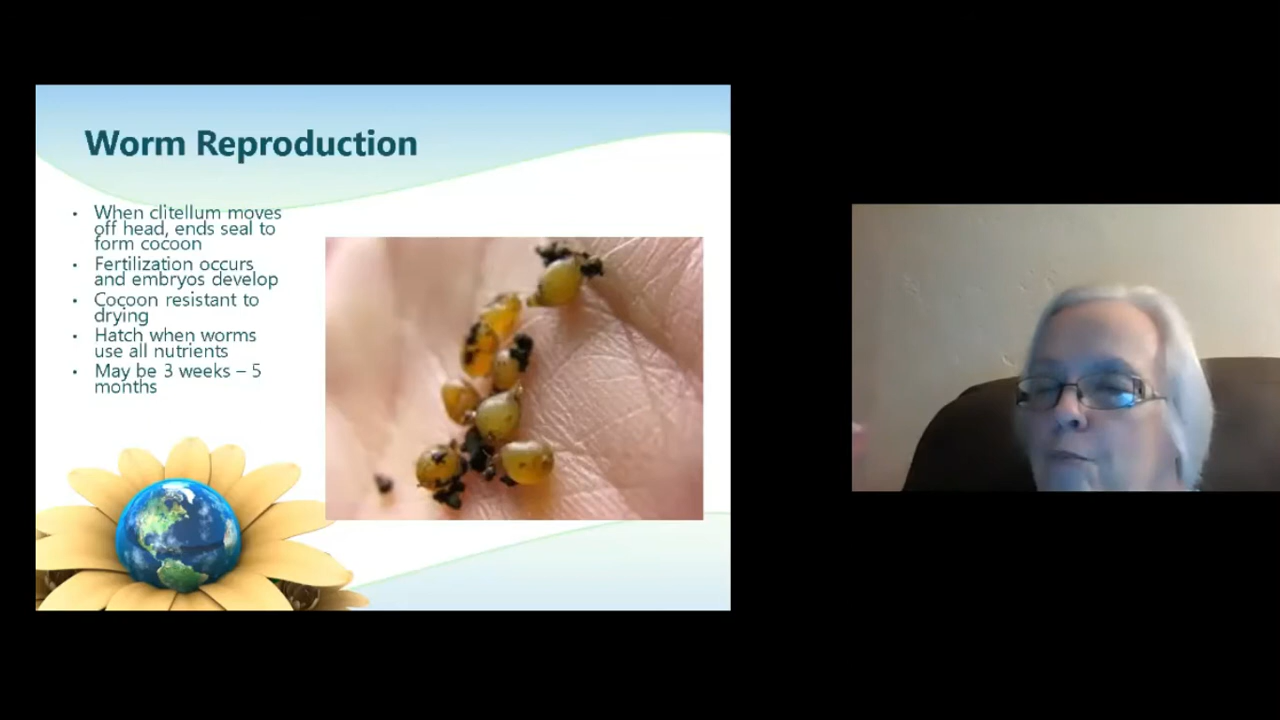 Worm Reproduction
• When clitellum moves
off head, ends seal to
form cocoon
• Fertilization occurs
and embryos develop
• Cocoon resistant to
drying
• Hatch when worms
use all nutrients
• May be 3 weeks – 5
months